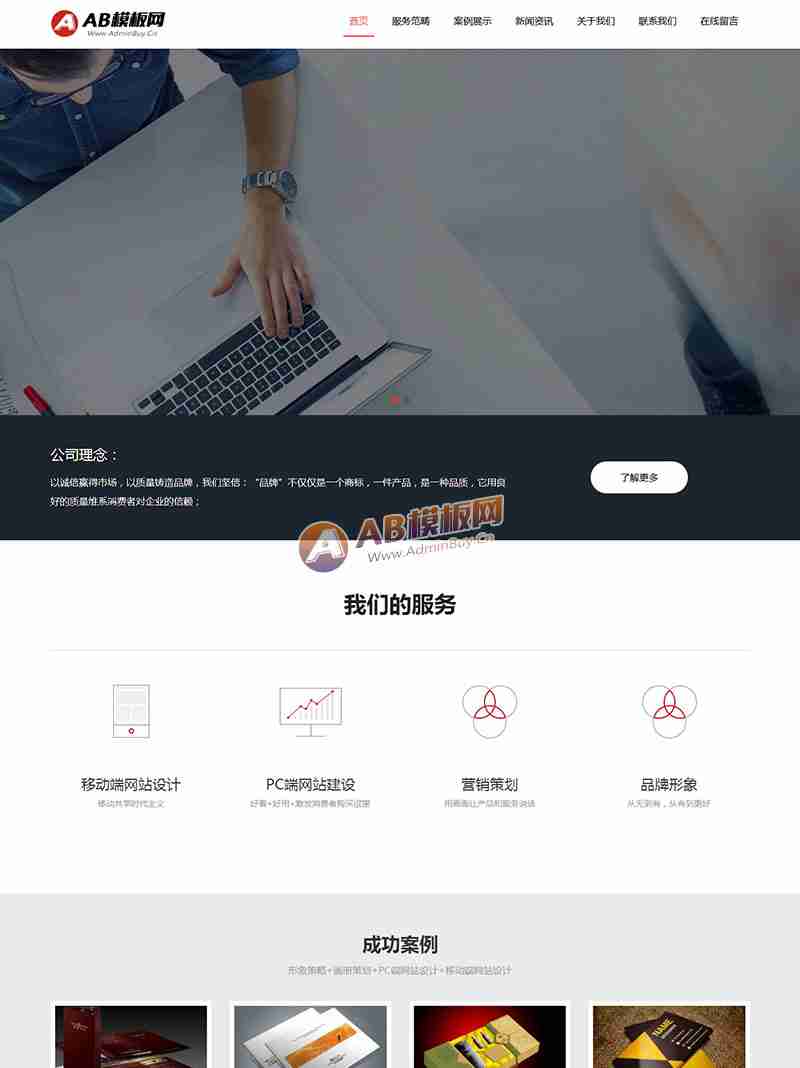 AB模板网
Www.AdminBuy.Cn
首页 服务范畴 案例展示 新闻资讯 关于我们 联系我们 在线留言
公司理念：
以诚信赢得市场，以质量铸造品牌，我们坚信：“品牌”不仅仅是一个商标，一件产品，是一种品质，它用良
好的质量维系消费者对企业的信赖；
了解更多
AB模板网
Www.AdminBuy.Cn
我们的服务
移动端网站设计 PC端网站建设 营销策划 品牌形象
移动共享时代主义 好看+好用+激发消费者购买欲望 用画面让产品和服务说话 从无到有，从有到更好
成功案例
形象策略+画册策划+PC端网站设计+移动端网站设计
NAME